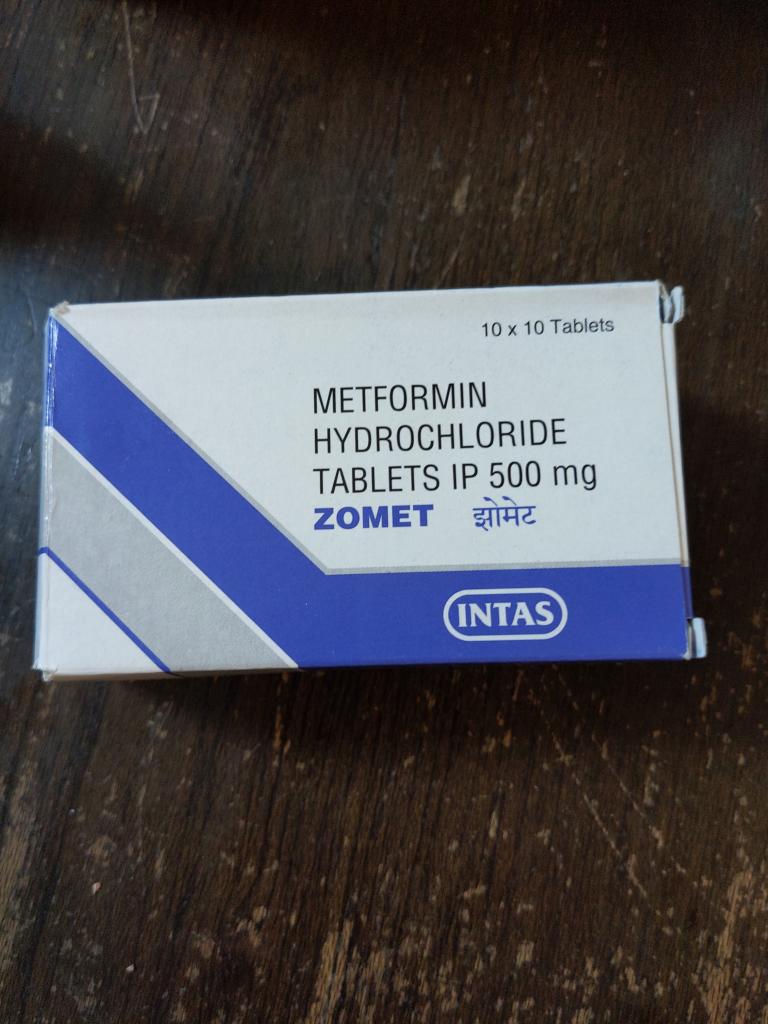 10 x 10 Tablets
METFORMIN
HYDROCHLORIDE
TABLETS IP 500 mg
ZOMET झोमेट
INTAS